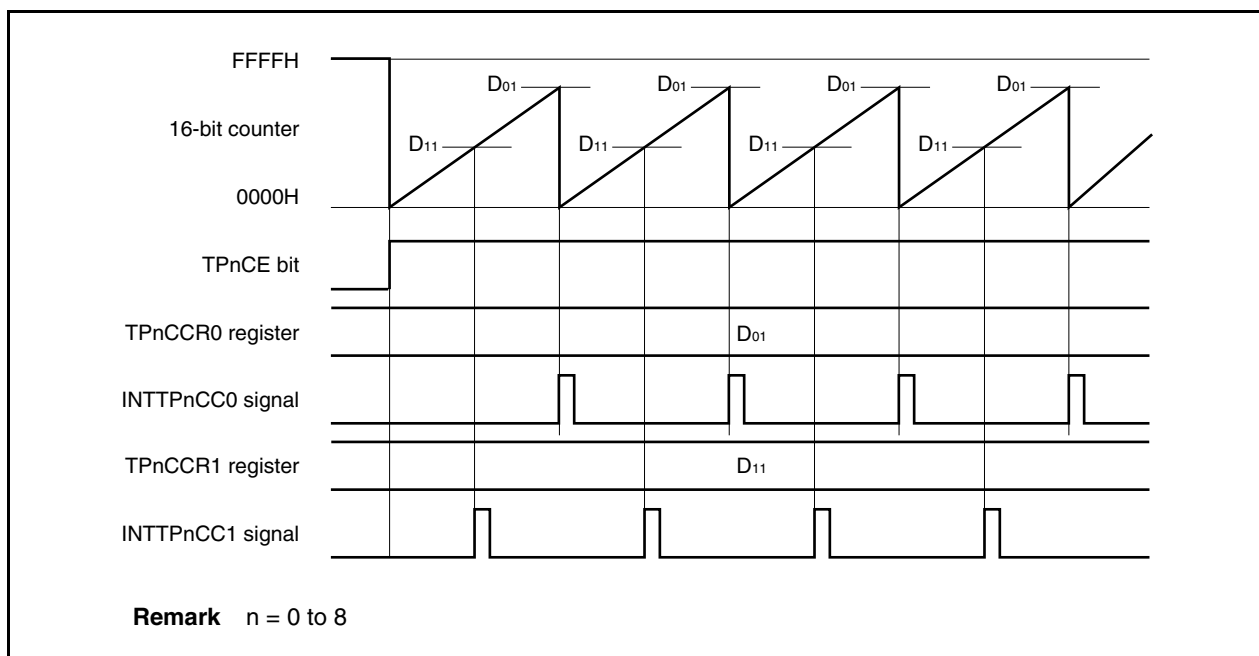 FFFFH
D01 D01 D01 D01
16-bit counter
D11 D11 D11 D11
0000H
TPnCE bit
TPnCCR0 register
D01
INTTPnCC0 signal
TPnCCR1 register
D11
INTTPnCC1 signal
Remark n = 0 to 8